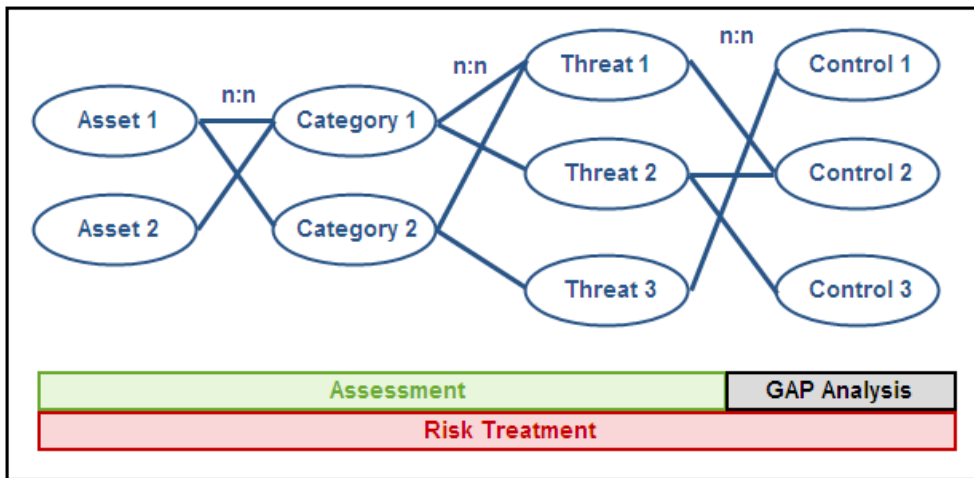 n:n
n:n
n:n
Threat 1
Control 1
Asset 1
Category 1
Threat 2
Control 2
Asset 2
Category 2
Threat 3
Control 3
Assessment
GAP Analysis
Risk Treatment